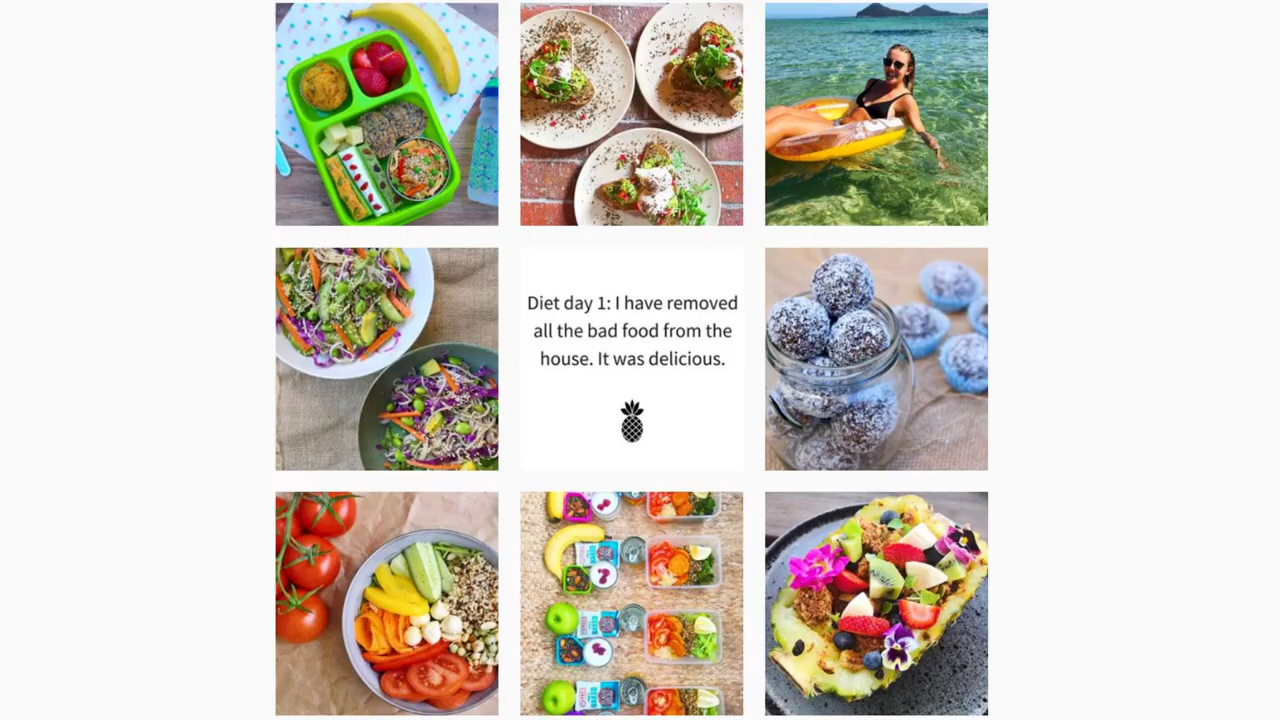 Diet day 1: I have removed
all the bad food from the
house. It was delicious.